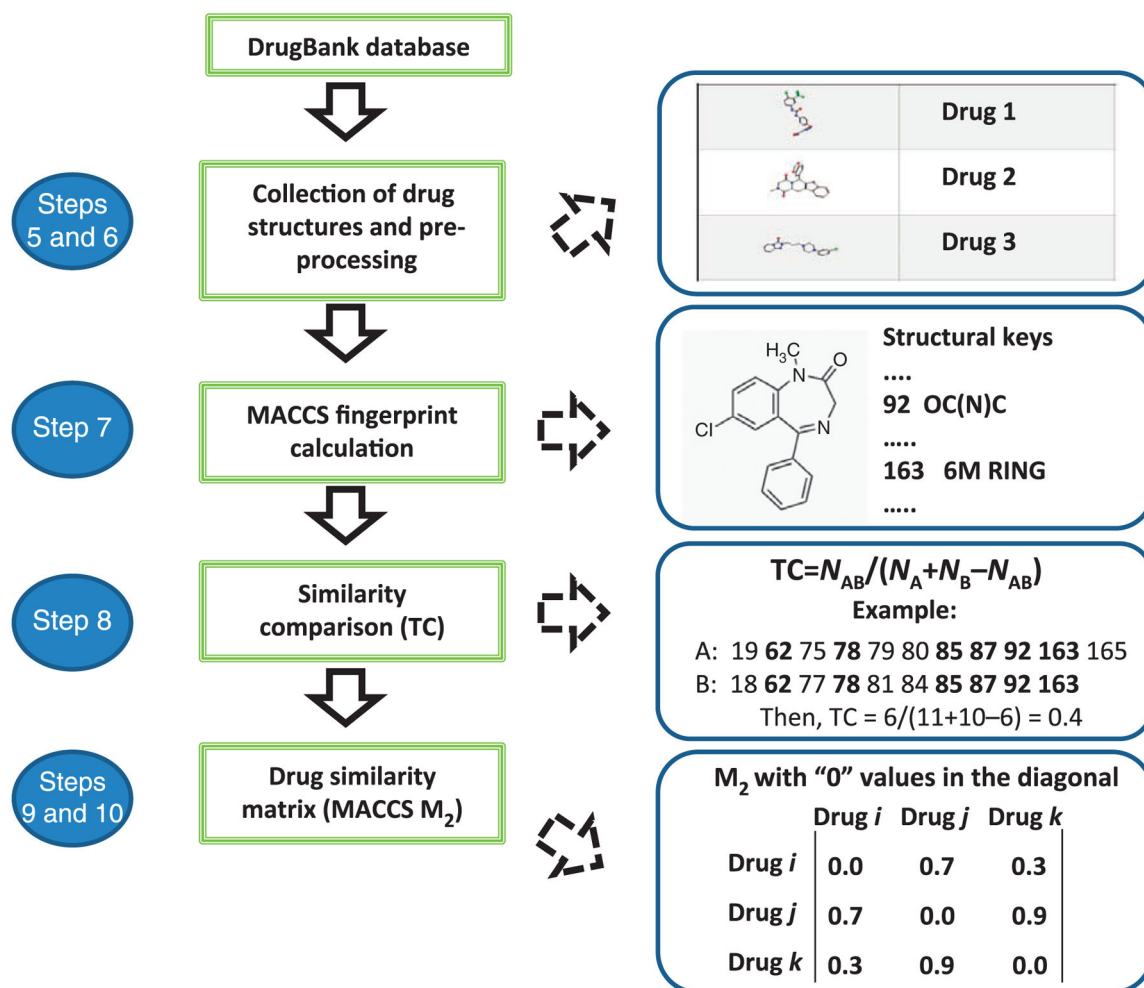 DrugBank database
Steps
5 and 6
Collection of drug
structures and pre-
processing
Drug 1
Drug 2
Drug 3
Step 7
MACCS fingerprint
calculation
H3C
O
N
Cl
N
Structural keys
....
92 OC(N)C
.....
163 6M RING
.....
Step 8
Similarity
comparison (TC)
TC=NAB/(NA+NB–NAB)
Example:
A: 19 62 75 78 79 80 85 87 92 163 165
B: 18 62 77 78 81 84 85 87 92 163
Then, TC = 6/(11+10–6) = 0.4
Steps
9 and 10
Drug similarity
matrix (MACCS M2)
M2 with “0” values in the diagonal
Drug i Drug j Drug k
Drug i 0.0 0.7 0.3
Drug j 0.7 0.0 0.9
Drug k 0.3 0.9 0.0